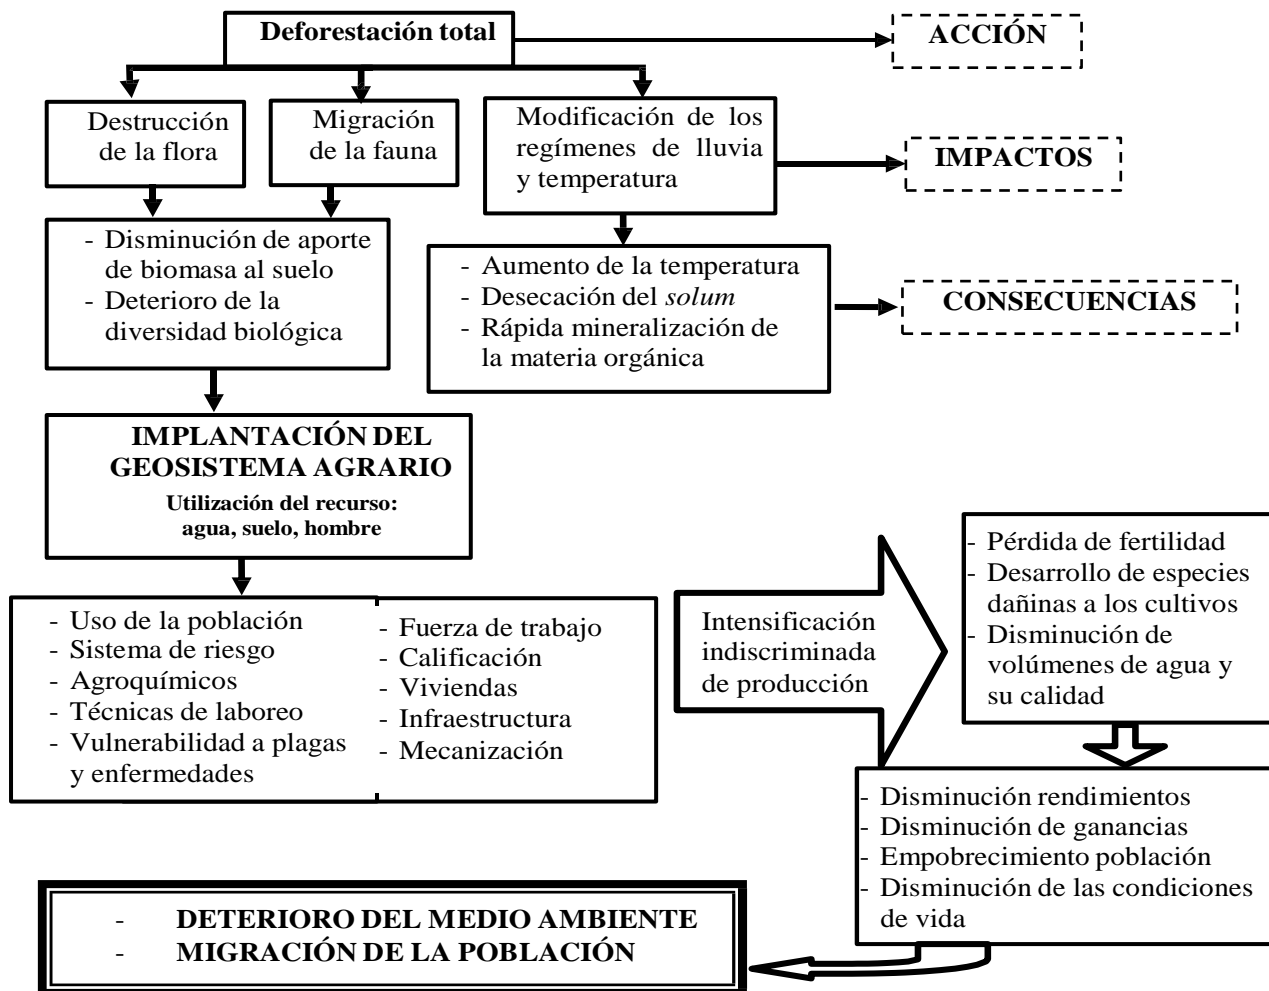 Deforestación total
ACCIÓN
Destrucción
de la flora
Migración
de la fauna
Modificación de los
regímenes de lluvia
y temperatura
IMPACTOS
- Disminución de aporte
de biomasa al suelo
- Deterioro de la
diversidad biológica
- Aumento de la temperatura
- Desecación del solum
- Rápida mineralización de
la materia orgánica
CONSECUENCIAS
IMPLANTACIÓN DEL
GEOSISTEMA AGRARIO
Utilización del recurso:
agua, suelo, hombre
- Uso de la población
- Sistema de riesgo
- Agroquímicos
- Técnicas de laboreo
- Vulnerabilidad a plagas
y enfermedades
- Fuerza de trabajo
- Calificación
- Viviendas
- Infraestructura
- Mecanización
Intensificación
indiscriminada
de producción
- Pérdida de fertilidad
- Desarrollo de especies
dañinas a los cultivos
- Disminución de
volúmenes de agua y
su calidad
- Disminución rendimientos
- Disminución de ganancias
- Empobrecimiento población
- Disminución de las condiciones
de vida
- DETERIORO DEL MEDIO AMBIENTE
- MIGRACIÓN DE LA POBLACIÓN